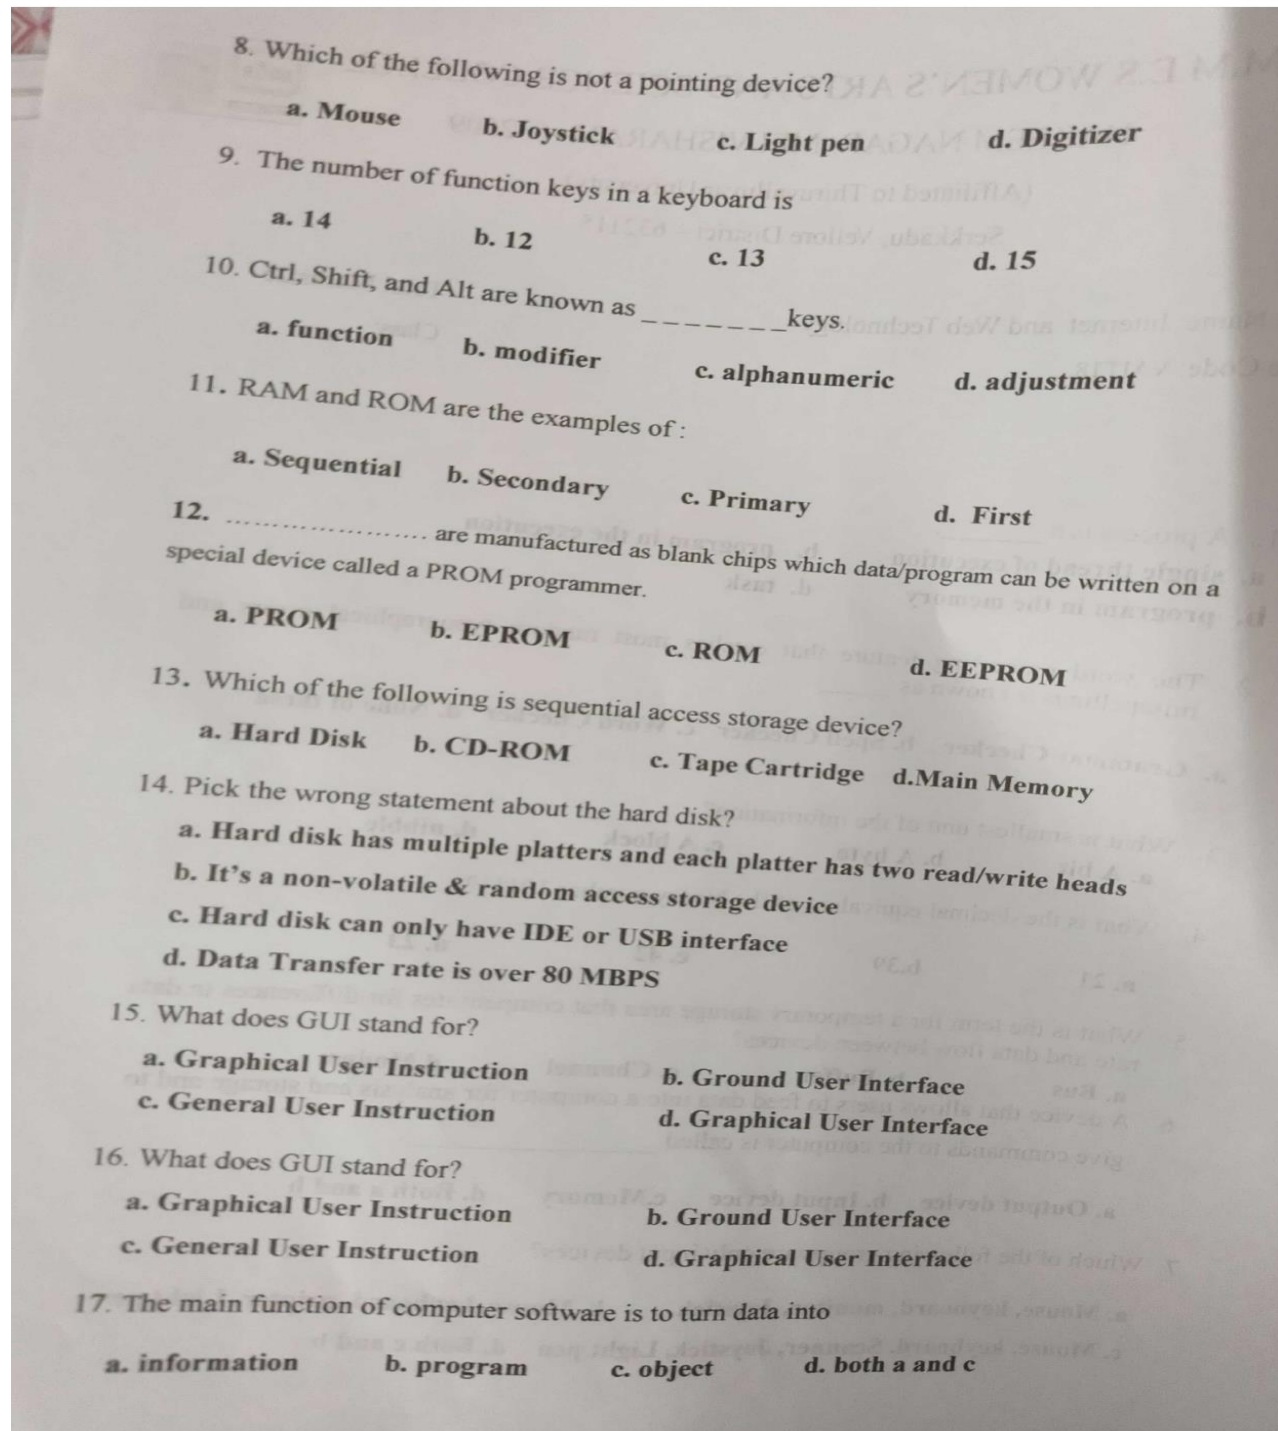 8. Which of the following is not a pointing device?
a. Mouse b. Joystick c. Light pen d. Digitizer
9. The number of function keys in a keyboard is
a. 14 b. 12 c. 13 d. 15
10. Ctrl, Shift, and Alt are known as _ _ _ _ _ _ _keys.
a. function b. modifier c. alphanumeric d. adjustment
11. RAM and ROM are the examples of :
a. Sequential b. Secondary c. Primary d. First
12. ........................ are manufactured as blank chips which data/program can be written on a
special device called a PROM programmer.
a. PROM b. EPROM c. ROM d. EEPROM
13. Which of the following is sequential access storage device?
a. Hard Disk b. CD-ROM c. Tape Cartridge d.Main Memory
14. Pick the wrong statement about the hard disk?
a. Hard disk has multiple platters and each platter has two read/write heads
b. It's a non-volatile & random access storage device
c. Hard disk can only have IDE or USB interface
d. Data Transfer rate is over 80 MBPS
15. What does GUI stand for?
a. Graphical User Instruction b. Ground User Interface
c. General User Instruction d. Graphical User Interface
16. What does GUI stand for?
a. Graphical User Instruction b. Ground User Interface
c. General User Instruction d. Graphical User Interface
17. The main function of computer software is to turn data into
a. information b. program c. object d. both a and c